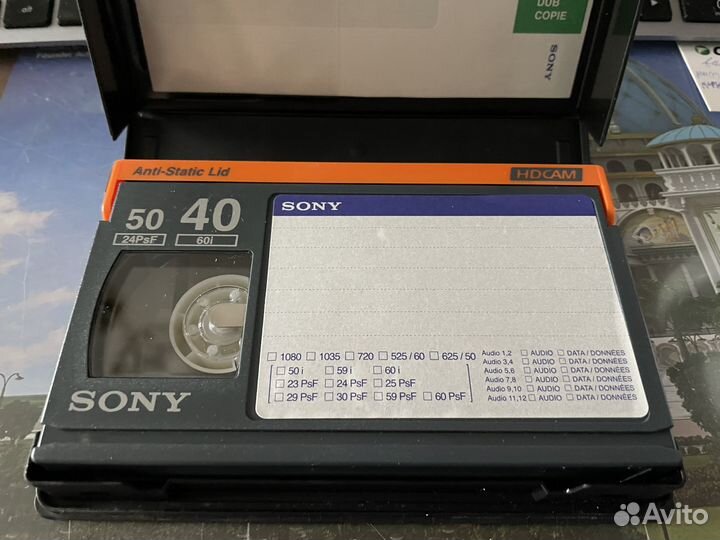 DUB
COPIE
SONY
Anti-Static Lid
HDCAM
50 40
24PsF 60i
SONY
1080 1035 720 525/60 625/50
50 i 59 i 60 i
23 PsF 24 PsF 25 PsF
29 PsF 30 PsF 59 PsF 60 PsF
Audio 1,2 AUDIO DATA / DONNÉES
Audio 3,4 AUDIO DATA / DONNÉES
Audio 5,6 AUDIO DATA / DONNÉES
Audio 7,8 AUDIO DATA / DONNÉES
Audio 9,10 AUDIO DATA / DONNÉES
Audio 11,12 AUDIO DATA / DONNÉES
SONY
Avito